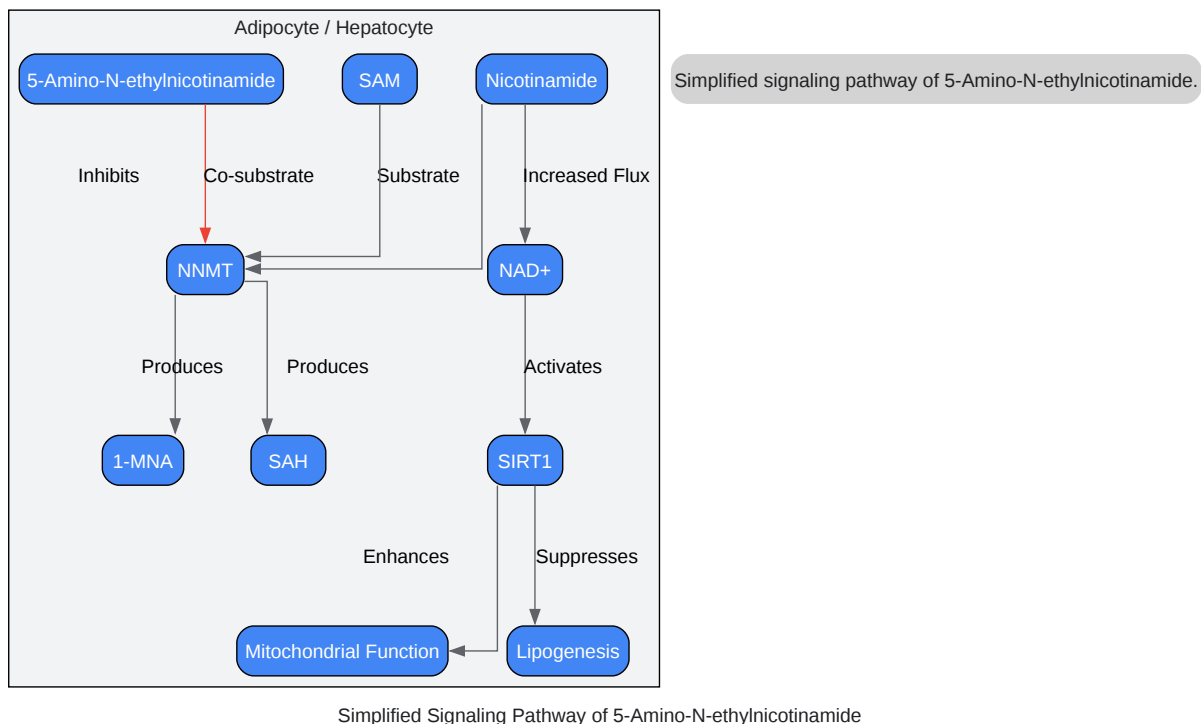 Adipocyte / Hepatocyte
5-Amino-N-ethylnicotinamide
SAM
Nicotinamide
Simplified signaling pathway of 5-Amino-N-ethylnicotinamide.
Inhibits
Co-substrate
Substrate
Increased Flux
NNMT
NAD+
Produces
Produces
Activates
1-MNA
SAH
SIRT1
Enhances
Suppresses
Mitochondrial Function
Lipogenesis
Simplified Signaling Pathway of 5-Amino-N-ethylnicotinamide